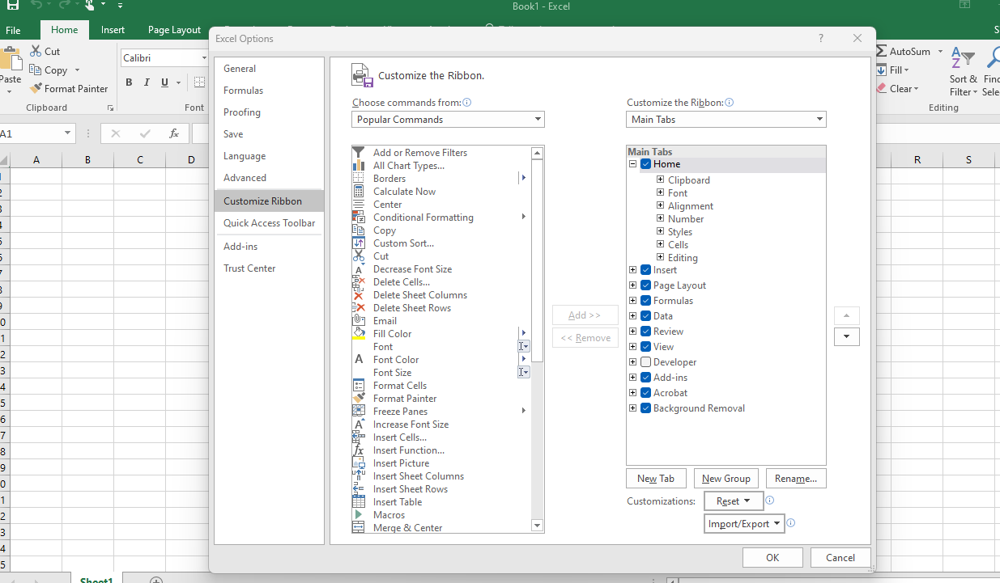 Book1 - Excel
File
Home
Insert
Page Layout
Cut
Copy
Paste
Format Painter
Clipboard
Calibri
B I U
Font
AutoSum
Fill
Clear
Sort &
Filter
Editing
A1
fx
A B C D R S
Excel Options
?
General
Formulas
Proofing
Save
Language
Advanced
Customize Ribbon
Quick Access Toolbar
Add-ins
Trust Center
Customize the Ribbon.
Choose commands from:
Popular Commands
Add or Remove Filters
All Chart Types...
Borders
Calculate Now
Center
Conditional Formatting
Copy
Custom Sort...
Cut
Decrease Font Size
Delete Cells...
Delete Sheet Columns
Delete Sheet Rows
Email
Fill Color
Font
Font Color
Font Size
Format Cells
Format Painter
Freeze Panes
Increase Font Size
Insert Cells...
Insert Function...
Insert Picture
Insert Sheet Columns
Insert Sheet Rows
Insert Table
Macros
Merge & Center
Add >>
<< Remove
Customize the Ribbon:
Main Tabs
Main Tabs
Home
Clipboard
Font
Alignment
Number
Styles
Cells
Editing
Insert
Page Layout
Formulas
Data
Review
View
Developer
Add-ins
Acrobat
Background Removal
New Tab
New Group
Rename...
Customizations:
Reset
Import/Export
OK
Cancel
Sheet1